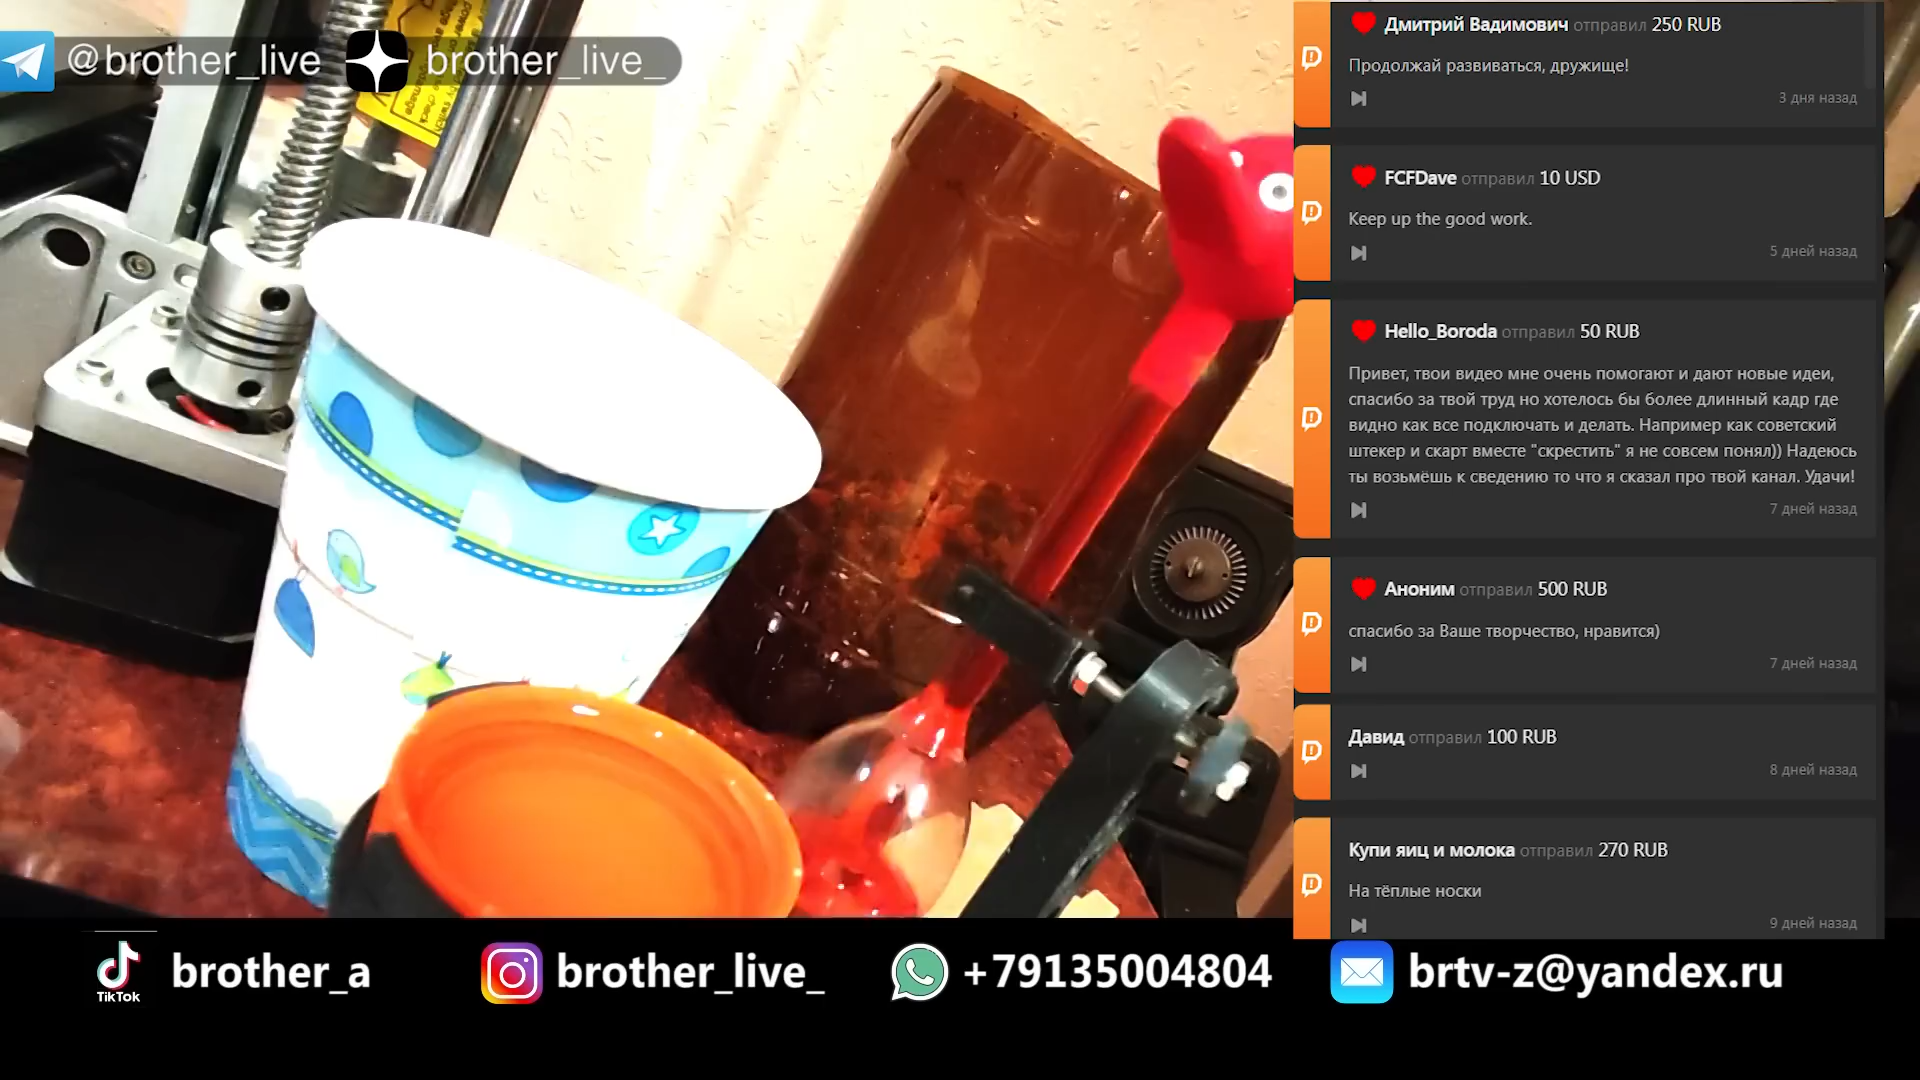 @brother_live
brother_live_
Дмитрий Вадимович отправил 250 RUB
Продолжай развиваться, дружище!
3 дня назад
FCFDave отправил 10 USD
Keep up the good work.
5 дней назад
Hello_Boroda отправил 50 RUB
Привет, твои видео мне очень помогают и дают новые идеи,
спасибо за твой труд но хотелось бы более длинный кадр где
видно как все подключать и делать. Например как советский
штекер и скарт вместе "скрестить" я не совсем понял)) Надеюсь
ты возьмёшь к сведению то что я сказал про твой канал. Удачи!
7 дней назад
Аноним отправил 500 RUB
спасибо за Ваше творчество, нравится)
7 дней назад
Давид отправил 100 RUB
8 дней назад
Купи яиц и молока отправил 270 RUB
На тёплые носки
9 дней назад
TikTok
brother_a
brother_live_
+79135004804
brtv-z@yandex.ru